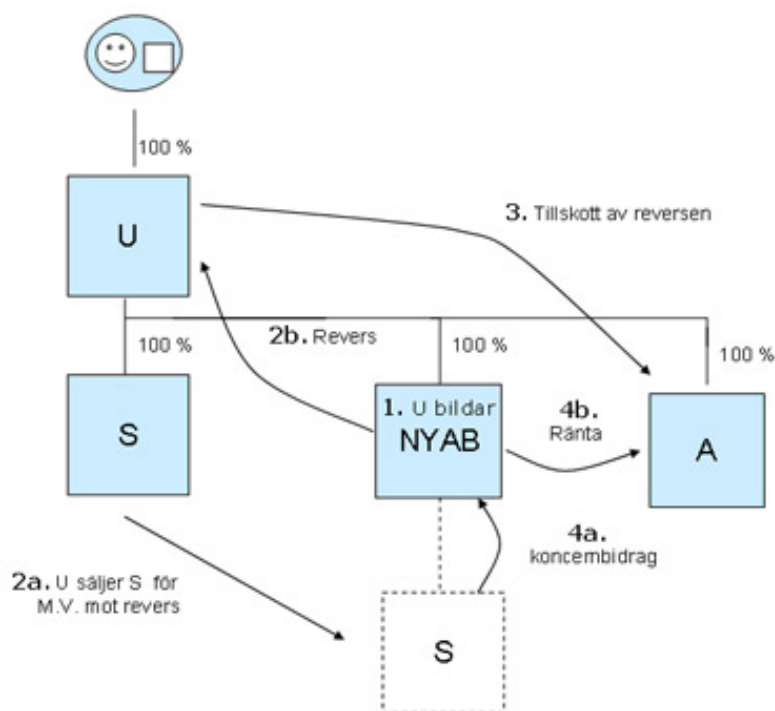 100 %
U
3. Tillskott av reversen
2b. Revers
100 %
100 %
100 %
S
1. U bildar
NYAB
4b.
Ränta
A
4a.
koncembidrag
2a. U säljer S för
M.V. mot revers
S